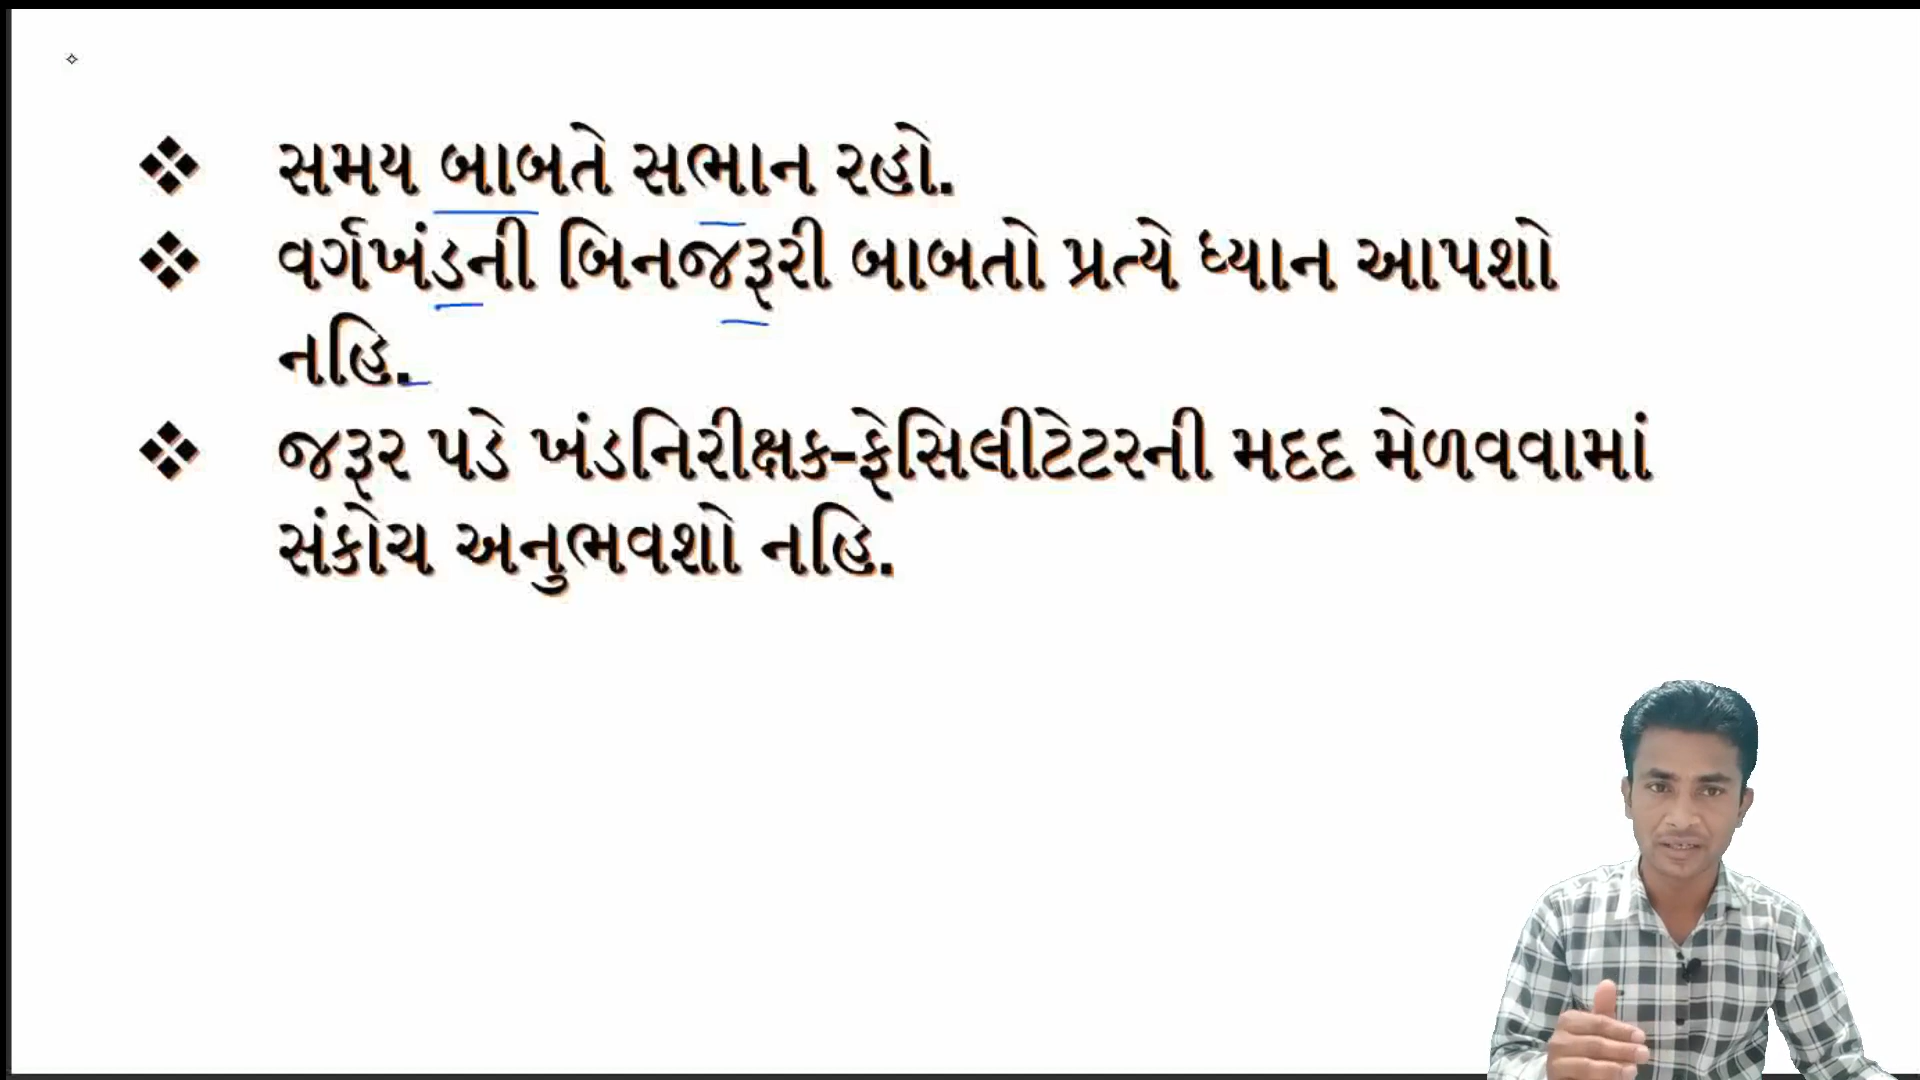 ❖ સમય બાબતે સભાન રહો.
❖ વર્ગખંડની બિનજરૂરી બાબતો પ્રત્યે ધ્યાન આપશો
નહિ.
❖ જરૂર પડે ખંડનિરીક્ષક-ફેસિલીટેટરની મદદ મેળવવામાં
સંકોચ અનુભવશો નહિ.